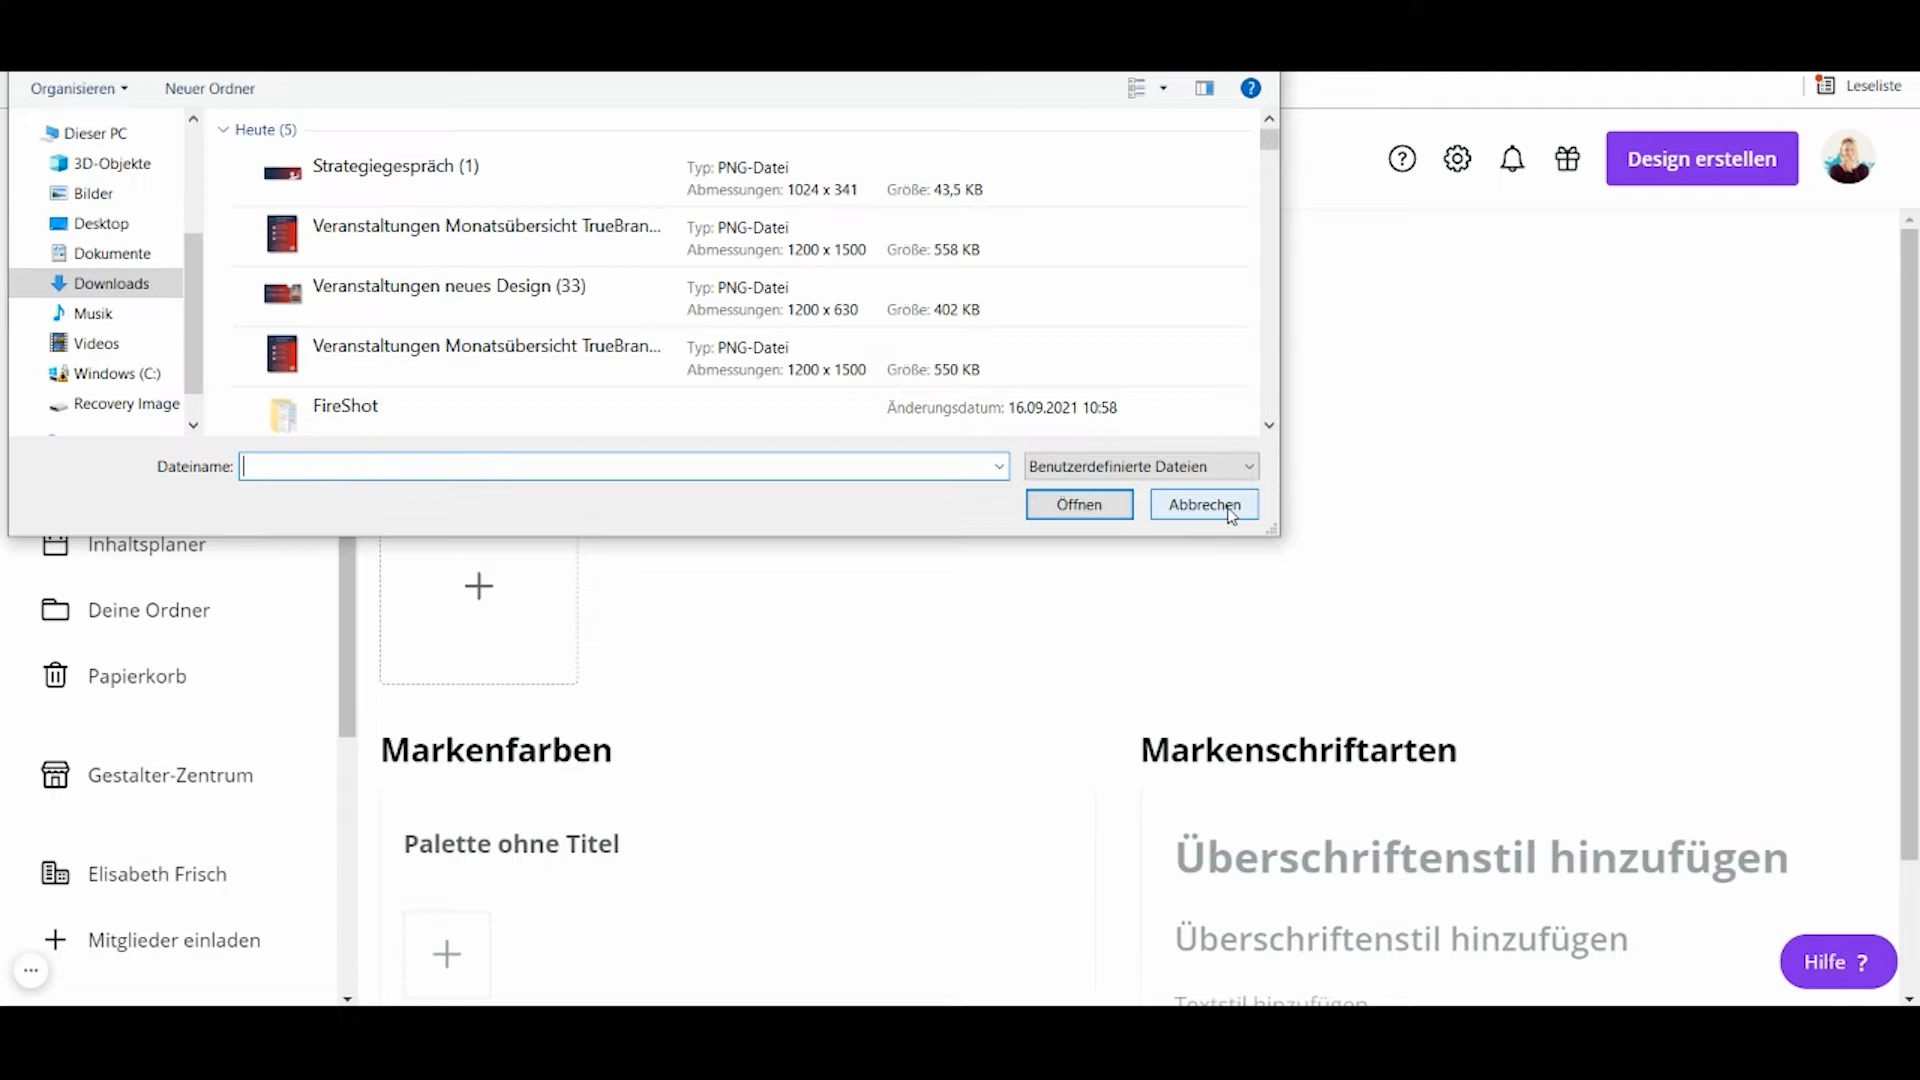 Organisieren
Neuer Ordner
?
Leseliste
Dieser PC
3D-Objekte
Bilder
Desktop
Dokumente
Downloads
Musik
Videos
Windows (C:)
Recovery Image
Heute (5)
Strategiegespräch (1)
Typ: PNG-Datei
Abmessungen: 1024 x 341 Größe: 43,5 KB
Veranstaltungen Monatsübersicht TrueBran...
Typ: PNG-Datei
Abmessungen: 1200 x 1500 Größe: 558 KB
Veranstaltungen neues Design (33)
Typ: PNG-Datei
Abmessungen: 1200 x 630 Größe: 402 KB
Veranstaltungen Monatsübersicht TrueBran...
Typ: PNG-Datei
Abmessungen: 1200 x 1500 Größe: 550 KB
FireShot
Änderungsdatum: 16.09.2021 10:58
Dateiname:
Benutzerdefinierte Dateien
Öffnen
Abbrechen
?
Design erstellen
Inhaltsplaner
Deine Ordner
Papierkorb
Gestalter-Zentrum
Elisabeth Frisch
Mitglieder einladen
...
Markenfarben
Palette ohne Titel
Markenschriftarten
Überschriftenstil hinzufügen
Überschriftenstil hinzufügen
Textstil hinzufügen
Hilfe ?